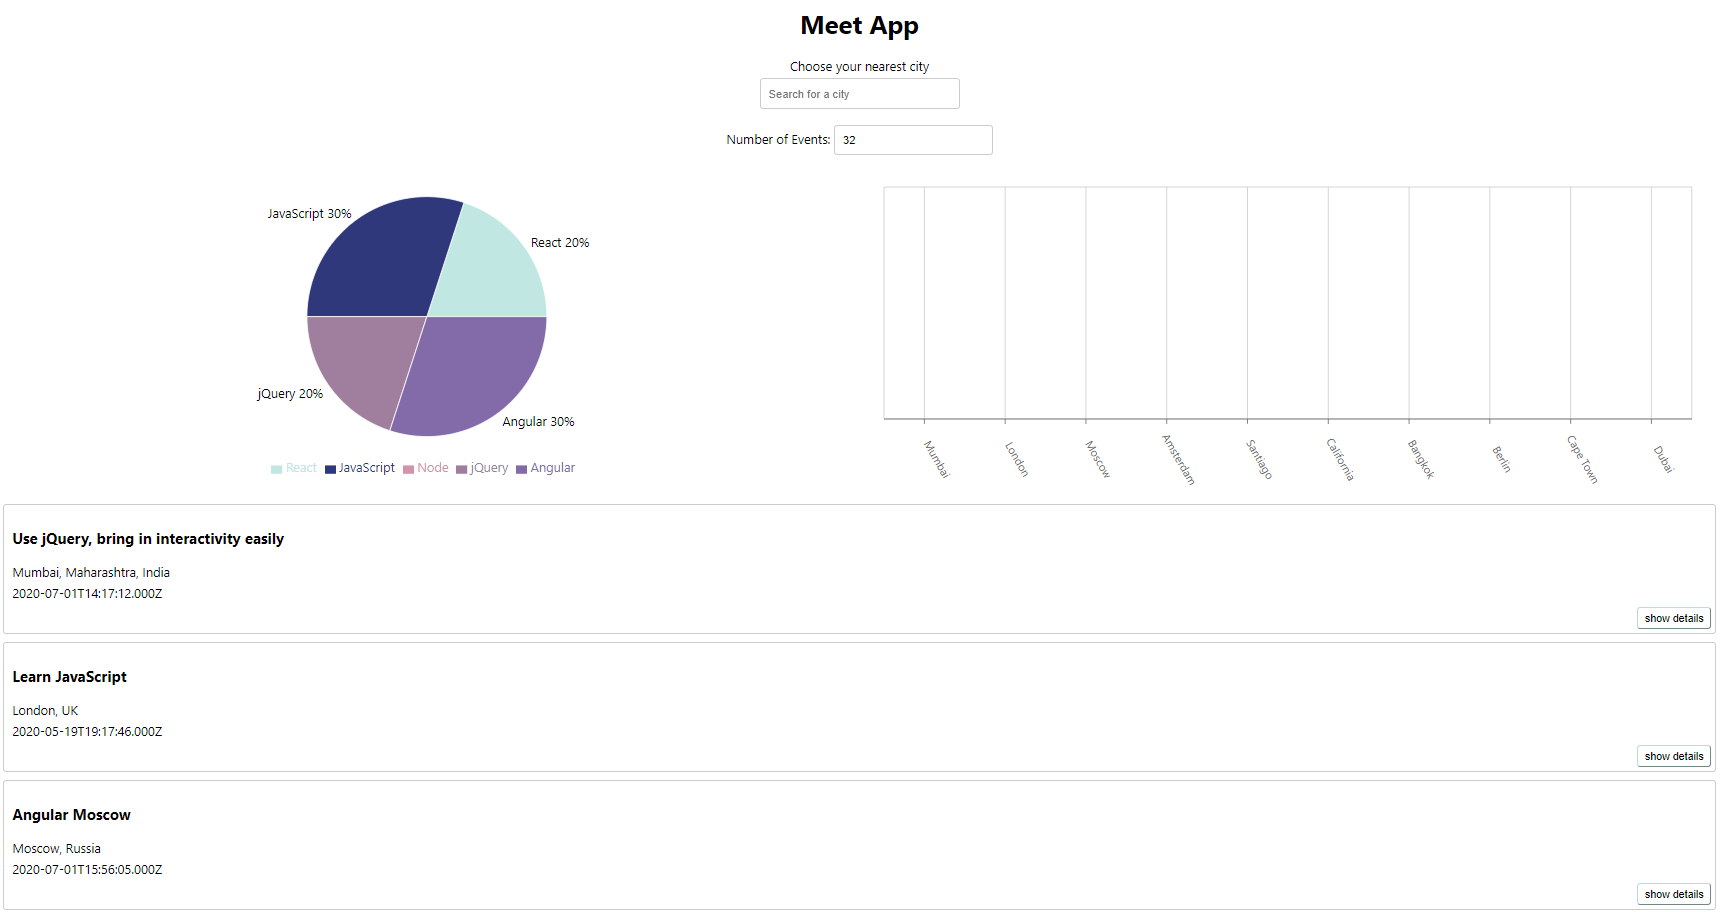 Meet App
Choose your nearest city
Search for a city
Number of Events: 32
JavaScript 30%
React 20%
jQuery 20%
Angular 30%
React JavaScript Node jQuery Angular
Mumbai
London
Moscow
Amsterdam
Santiago
California
Bangkok
Berlin
Cape Town
Dubai
Use jQuery, bring in interactivity easily
Mumbai, Maharashtra, India
2020-07-01T14:17:12.000Z
show details
Learn JavaScript
London, UK
2020-05-19T19:17:46.000Z
show details
Angular Moscow
Moscow, Russia
2020-07-01T15:56:05.000Z
show details